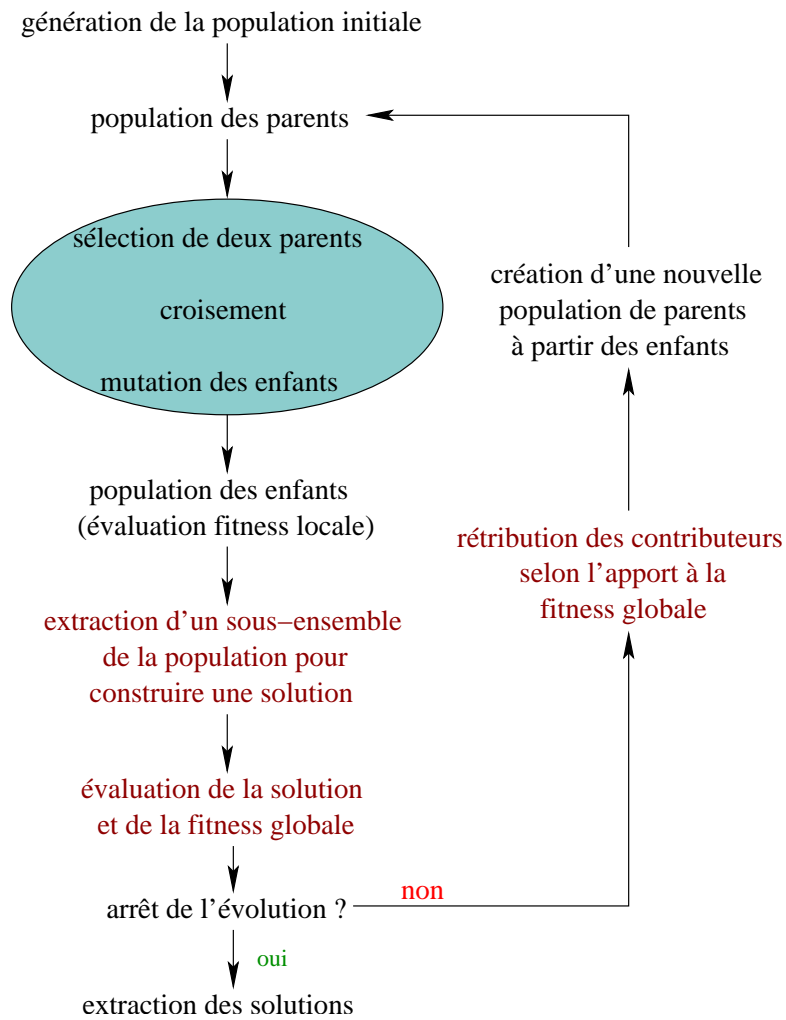 génération de la population initiale
population des parents
sélection de deux parents
croisement
mutation des enfants
population des enfants
(évaluation fitness locale)
extraction d'un sous−ensemble
de la population pour
construire une solution
évaluation de la solution
et de la fitness globale
arrêt de l'évolution ?
non
oui
extraction des solutions
rétribution des contributeurs
selon l'apport à la
fitness globale
création d'une nouvelle
population de parents
à partir des enfants